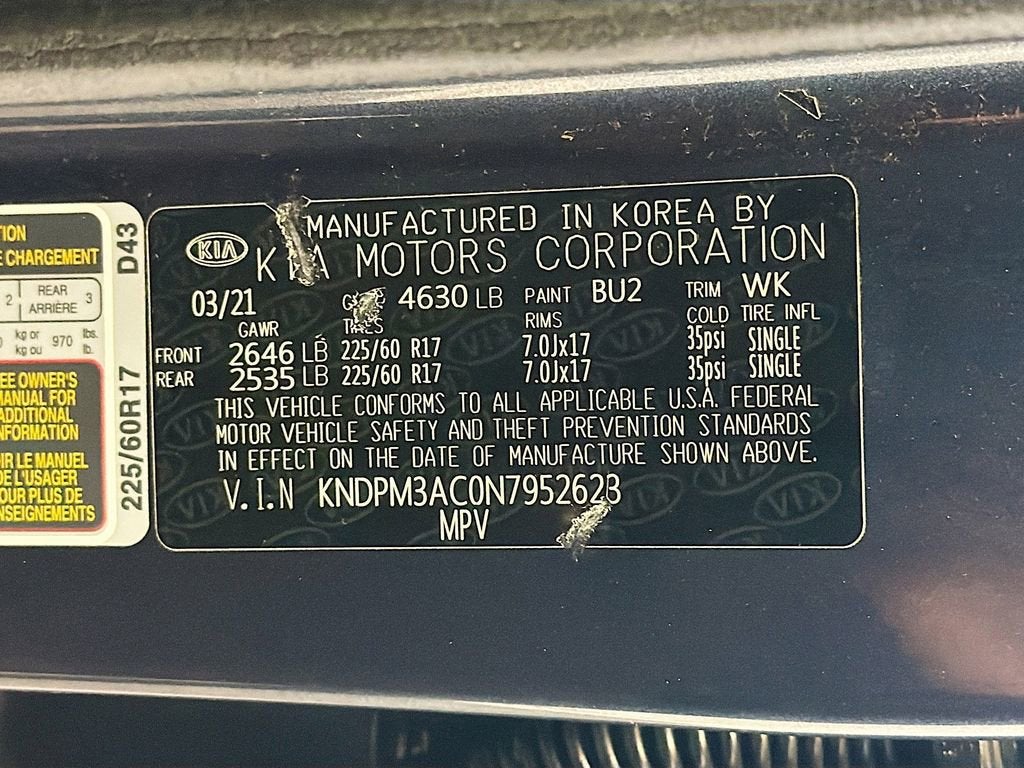 TION
E CHARGEMENT
2 REAR ARRIÈRE 3
kg or kg ou 970 lbs. lb.
EE OWNER'S
MANUAL FOR
ADDITIONAL
NFORMATION
IR LE MANUEL
DE L'USAGER
OUR PLUS DE
NSEIGNEMENTS
225/60R17 D43
MANUFACTURED IN KOREA BY
KIA KIA MOTORS CORPORATION
03/21 4630 LB PAINT BU2 TRIM WK
GAWR TIRES RIMS COLD TIRE INFL
FRONT 2646 LB 225/60 R17 7.0Jx17 35psi SINGLE
REAR 2535 LB 225/60 R17 7.0Jx17 35psi SINGLE
THIS VEHICLE CONFORMS TO ALL APPLICABLE U.S.A. FEDERAL
MOTOR VEHICLE SAFETY AND THEFT PREVENTION STANDARDS
IN EFFECT ON THE DATE OF MANUFACTURE SHOWN ABOVE.
V.I.N KNDPM3AC0N7952623
MPV